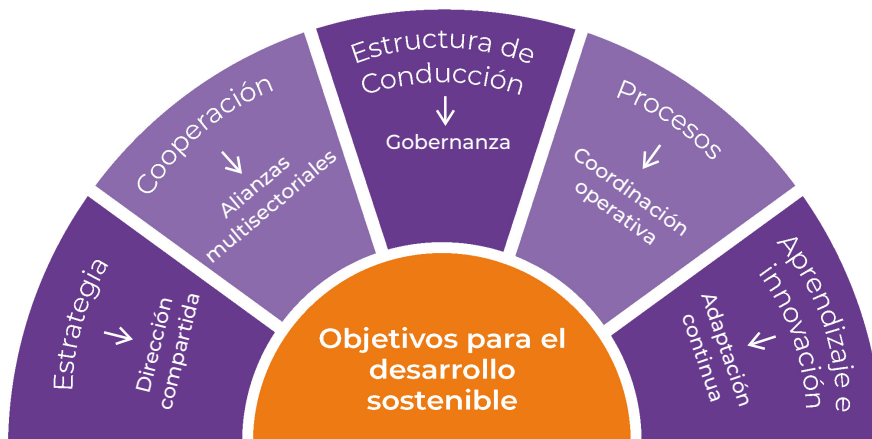 Estrategia
Dirección
compartida
Cooperación
Alianzas
multisectoriales
Estructura de
Conducción
Gobernanza
Procesos
Coordinación
operativa
Aprendizaje e
innovación
Adaptación
continua
Objetivos para el
desarrollo
sostenible